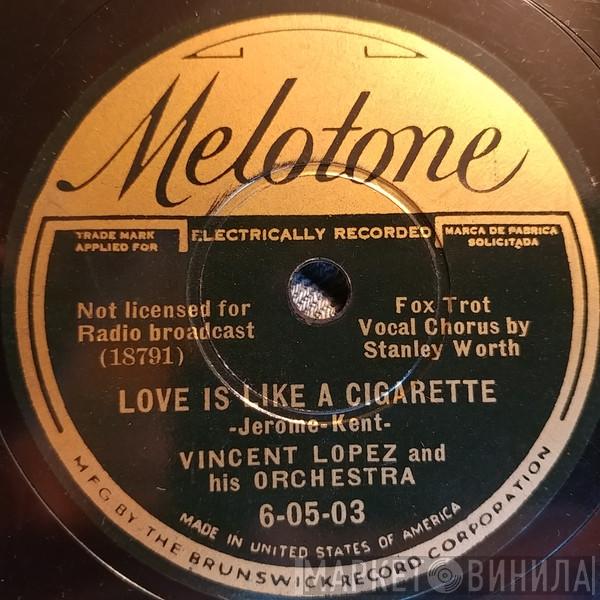 Melotone
TRADE MARK
APPLIED FOR
ELECTRICALLY RECORDED
MARCA DE FABRICA
SOLICITADA
Not licensed for
Radio broadcast
(18791)
Fox Trot
Vocal Chorus by
Stanley Worth
LOVE IS LIKE A CIGARETTE
-Jerome-Kent-
VINCENT LOPEZ and
his ORCHESTRA
6-05-03
MADE IN UNITED STATES OF AMERICA
MFG BY THE BRUNSWICK RECORD CORPORATION
МАРКЕТ ВИНИЛА